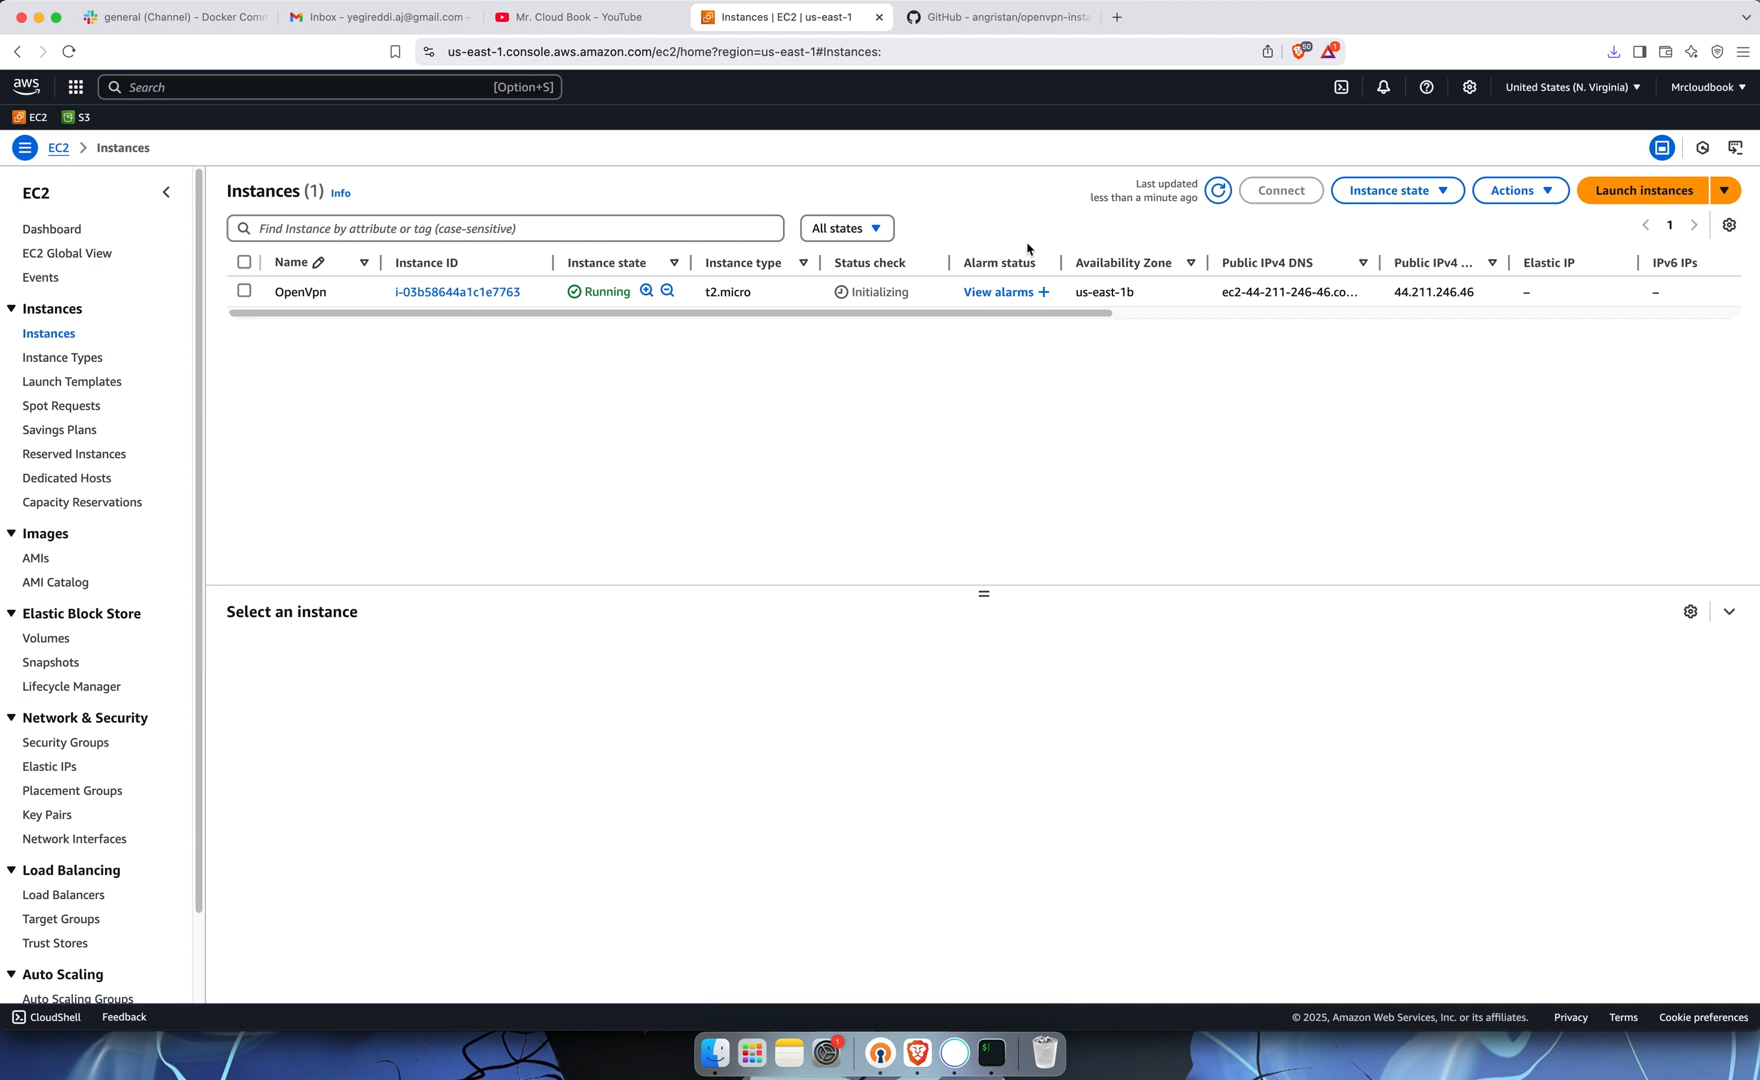 general (Channel) - Docker Comm
Inbox - yegireddi.aj@gmail.com -
Mr. Cloud Book - YouTube
Instances | EC2 | us-east-1
GitHub - angristan/openvpn-insta
us-east-1.console.aws.amazon.com/ec2/home?region=us-east-1#Instances:
50
1
aws
Search
[Option+S]
United States (N. Virginia)
Mrcloudbook
EC2
S3
EC2
Instances
EC2
Dashboard
EC2 Global View
Events
Instances
Instances
Instance Types
Launch Templates
Spot Requests
Savings Plans
Reserved Instances
Dedicated Hosts
Capacity Reservations
Images
AMIs
AMI Catalog
Elastic Block Store
Volumes
Snapshots
Lifecycle Manager
Network & Security
Security Groups
Elastic IPs
Placement Groups
Key Pairs
Network Interfaces
Load Balancing
Load Balancers
Target Groups
Trust Stores
Auto Scaling
Auto Scaling Groups
Instances (1) Info
Last updated
less than a minute ago
Connect
Instance state
Actions
Launch instances
Find Instance by attribute or tag (case-sensitive)
All states
1
Name Instance ID Instance state Instance type Status check Alarm status Availability Zone Public IPv4 DNS Public IPv4 ... Elastic IP IPv6 IPs
OpenVpn i-03b58644a1c1e7763 Running t2.micro Initializing View alarms + us-east-1b ec2-44-211-246-46.co... 44.211.246.46 – –
Select an instance
CloudShell
Feedback
© 2025, Amazon Web Services, Inc. or its affiliates.
Privacy
Terms
Cookie preferences
1
$